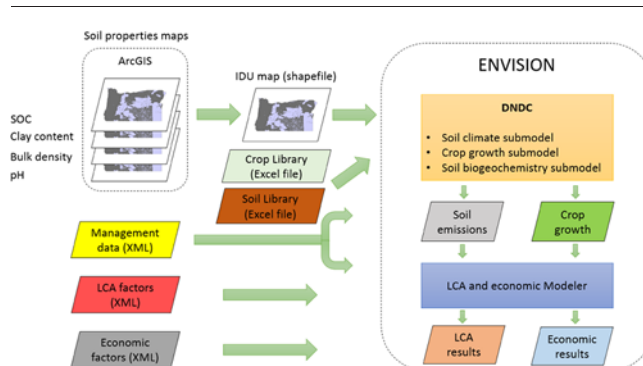 Soil properties maps
ArcGIS
SOC
Clay content
Bulk density
pH
IDU map (shapefile)
Crop Library
(Excel file)
Soil Library
(Excel file)
Management
data (XML)
LCA factors
(XML)
Economic
factors (XML)
ENVISION
DNDC
• Soil climate submodel
• Crop growth submodel
• Soil biogeochemistry submodel
Soil
emissions
Crop
growth
LCA and economic Modeler
LCA
results
Economic
results